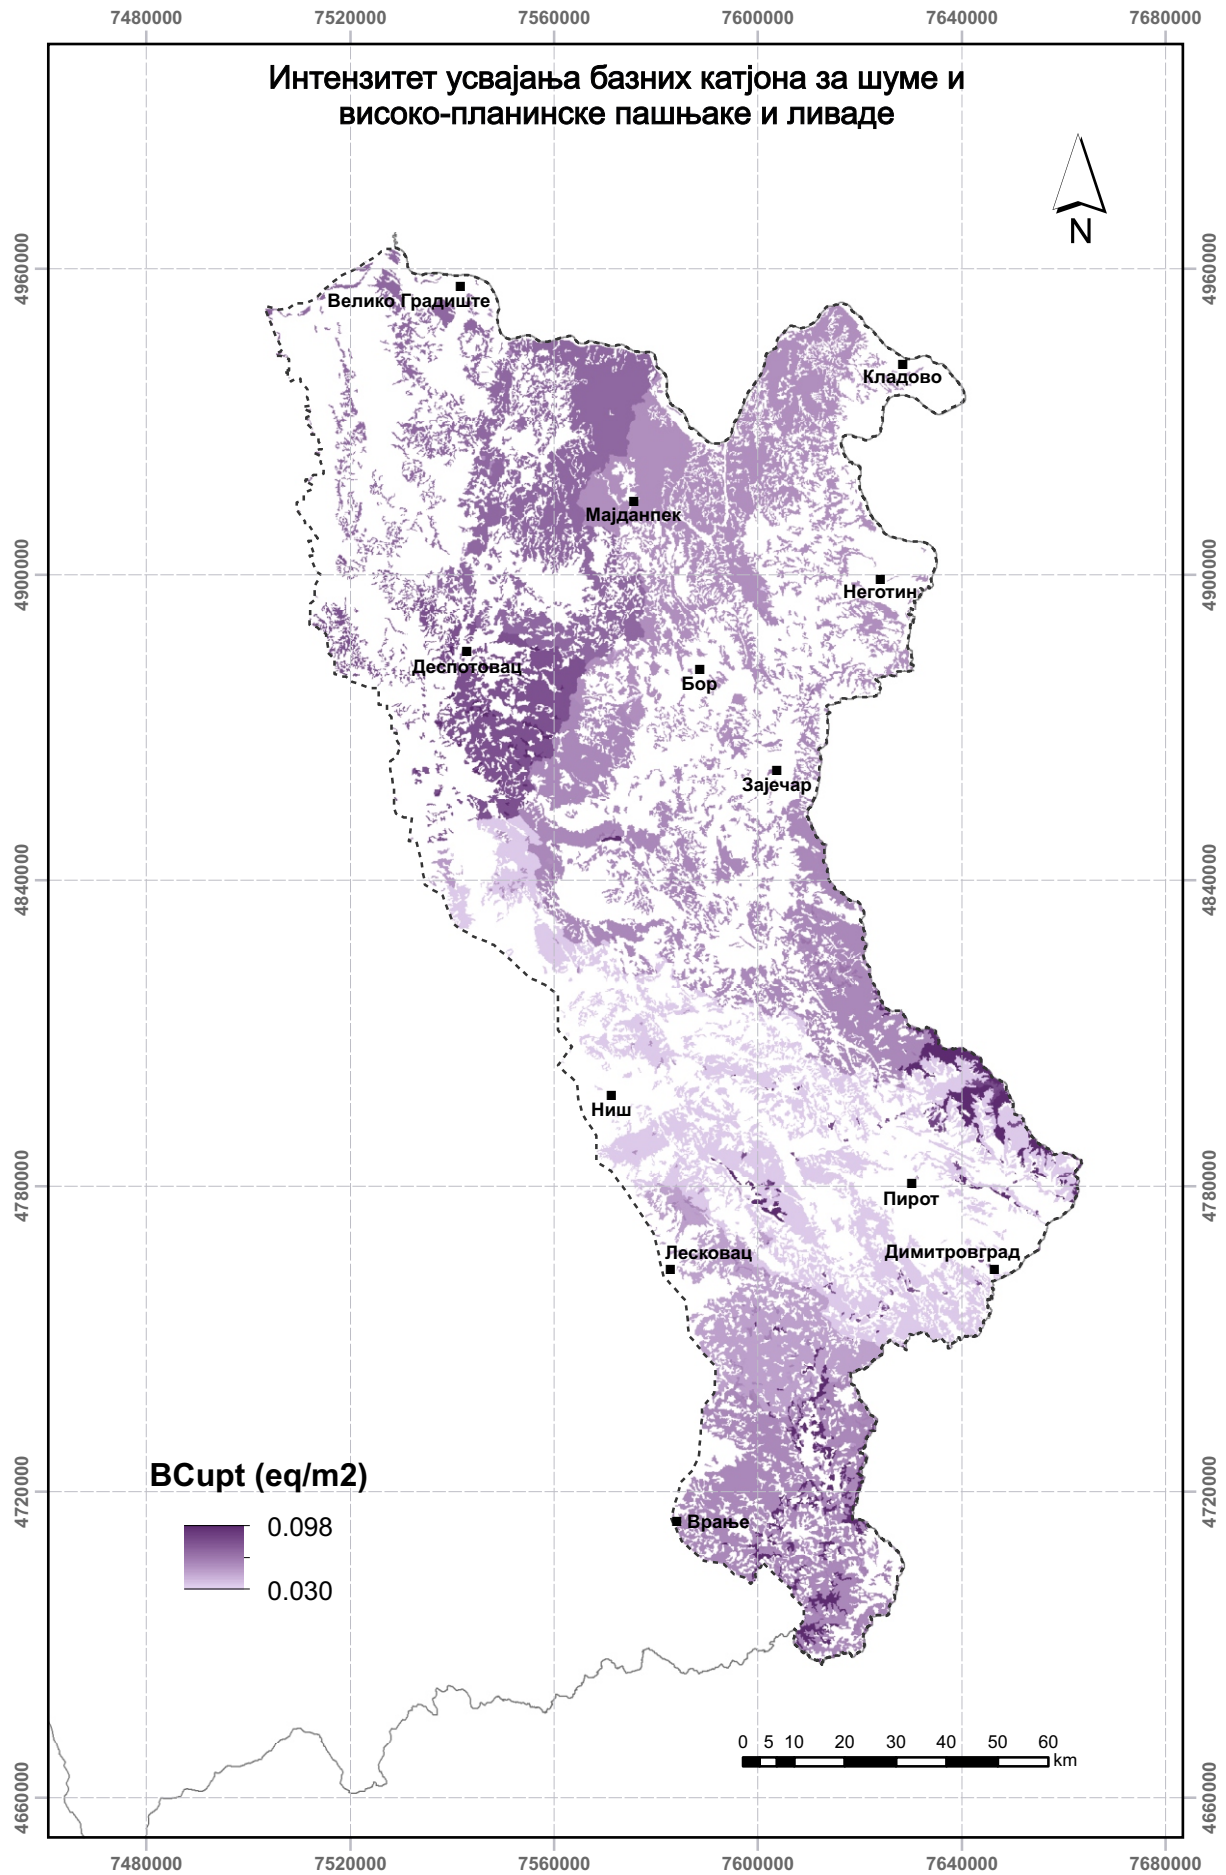 7480000 7520000 7560000 7600000 7640000 7680000
Интензитет усвајања базних катјона за шуме и
високо-планинске пашњаке и ливаде
N
4960000 4960000
Велико Градиште
Кладово
Мајданпек
4900000 4900000
Неготин
Деспотовац
Бор
Зајечар
4840000 4840000
Ниш
4780000 4780000
Пирот
Лесковац
Димитровград
BCupt (eq/m2)
4720000 4720000
0.098
Врање
0.030
0 5 10 20 30 40 50 60
km
4660000 4660000
7480000 7520000 7560000 7600000 7640000 7680000